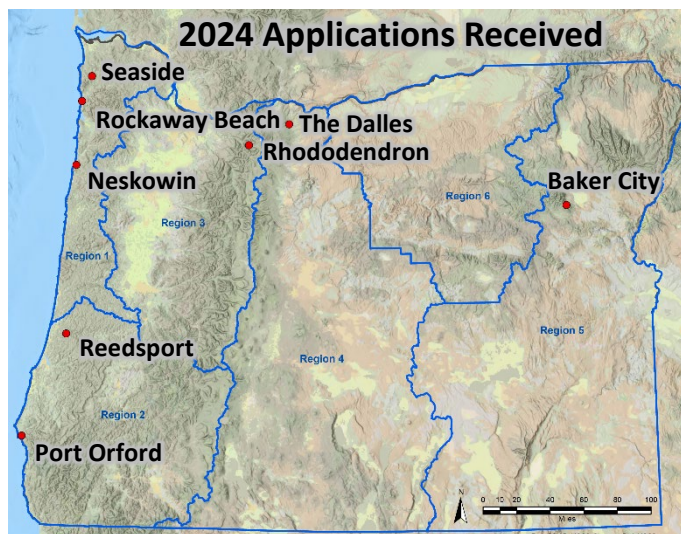 2024 Applications Received
Seaside
Rockaway Beach
The Dalles
Rhododendron
Neskowin
Baker City
Region 6
Region 3
Region 1
Region 5
Reedsport
Region 4
Region 2
Port Orford
N
0 10 20 40 60 80 100
Miles